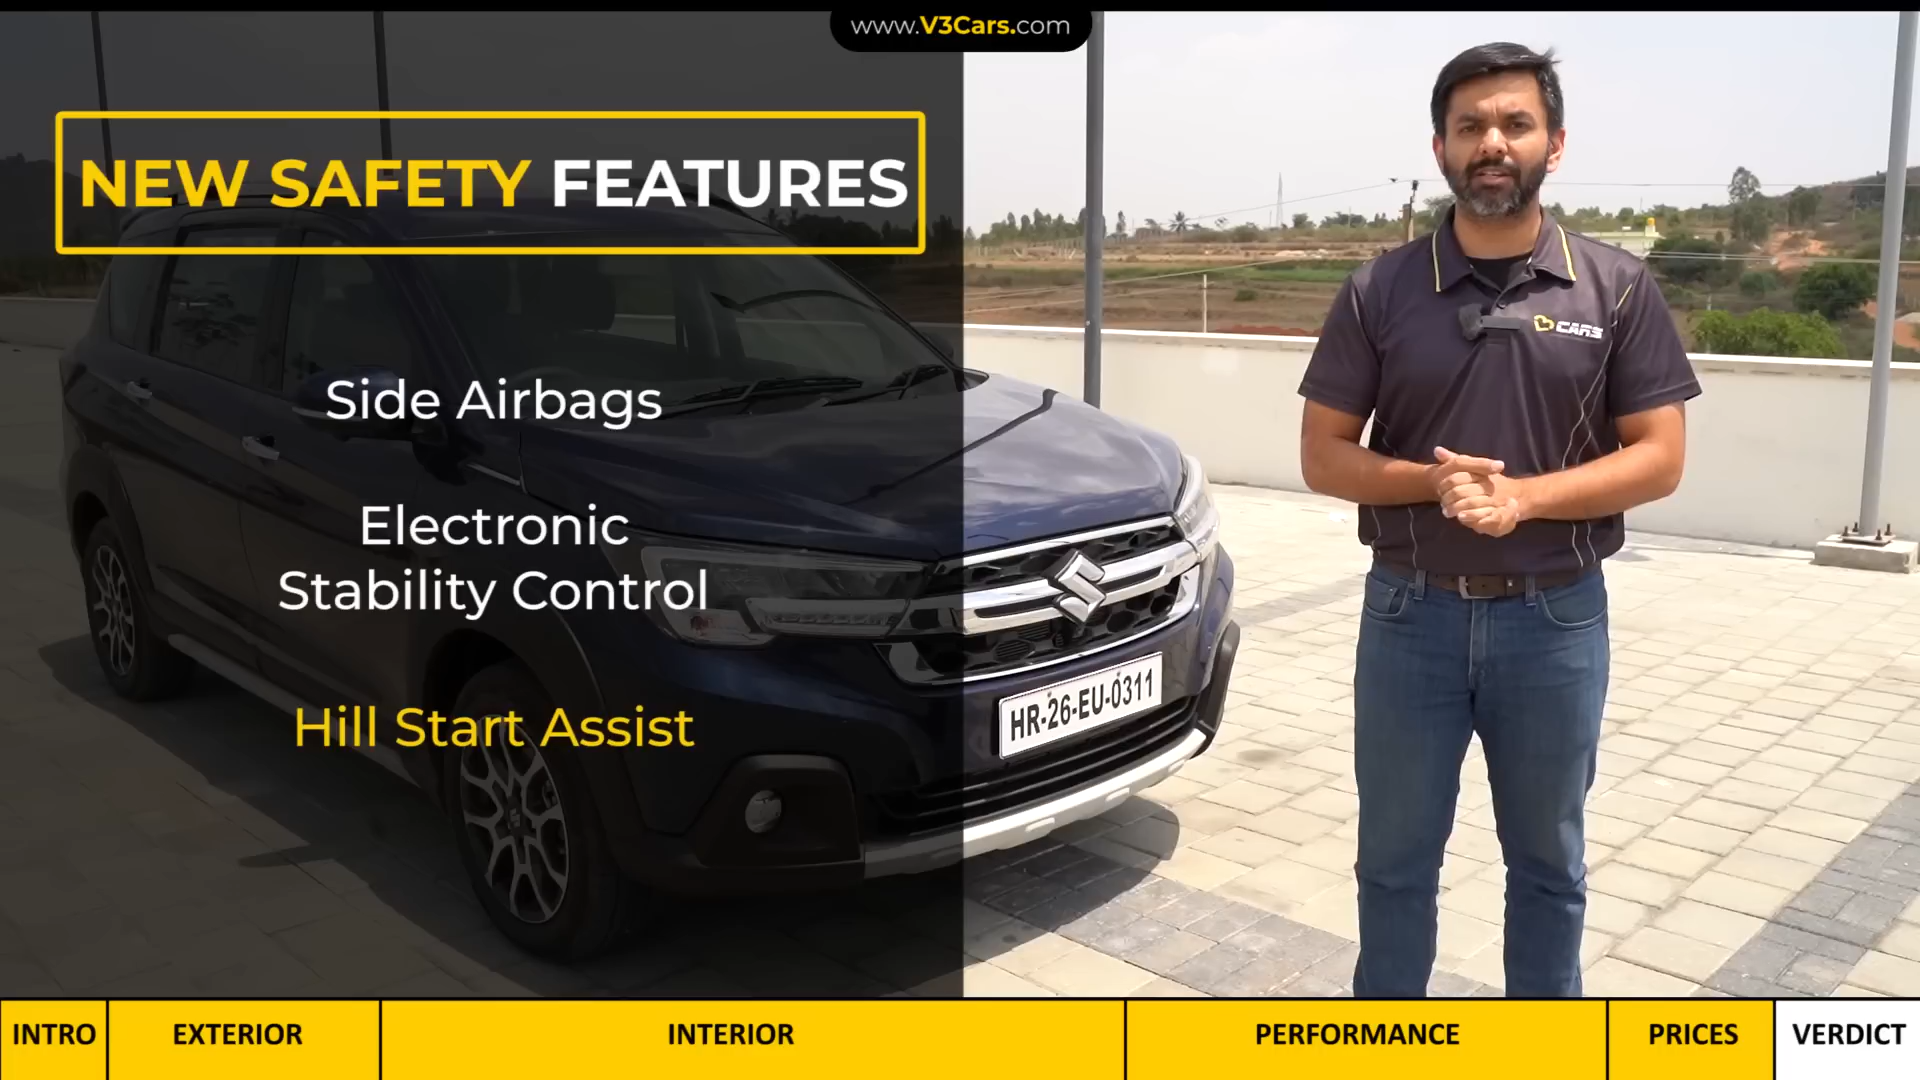 www.V3Cars.com
NEW SAFETY FEATURES
Side Airbags
Electronic
Stability Control
Hill Start Assist
CARS
HR-26-EU-0311
INTRO EXTERIOR INTERIOR PERFORMANCE PRICES VERDICT